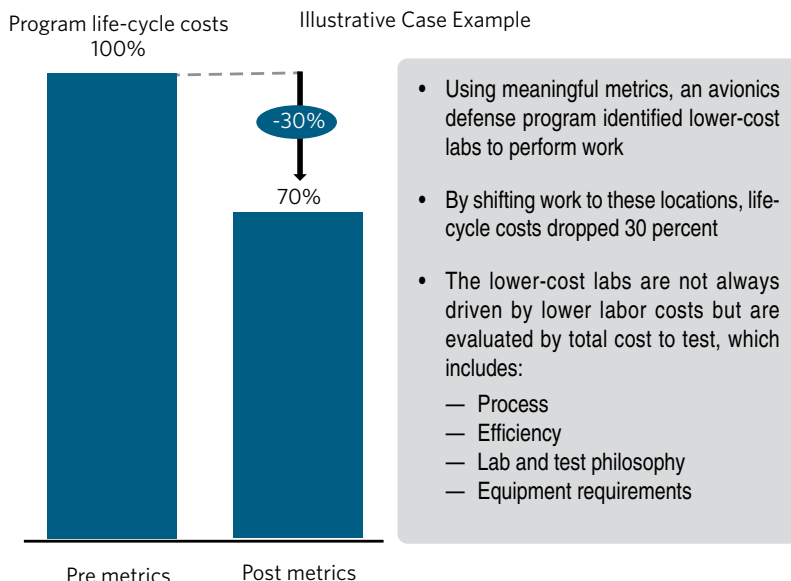 Program life-cycle costs
Illustrative Case Example
100%
-30%
70%
Pre metrics
Post metrics
• Using meaningful metrics, an avionics
defense program identified lower-cost
labs to perform work
• By shifting work to these locations, life-
cycle costs dropped 30 percent
• The lower-cost labs are not always
driven by lower labor costs but are
evaluated by total cost to test, which
includes:
— Process
— Efficiency
— Lab and test philosophy
— Equipment requirements